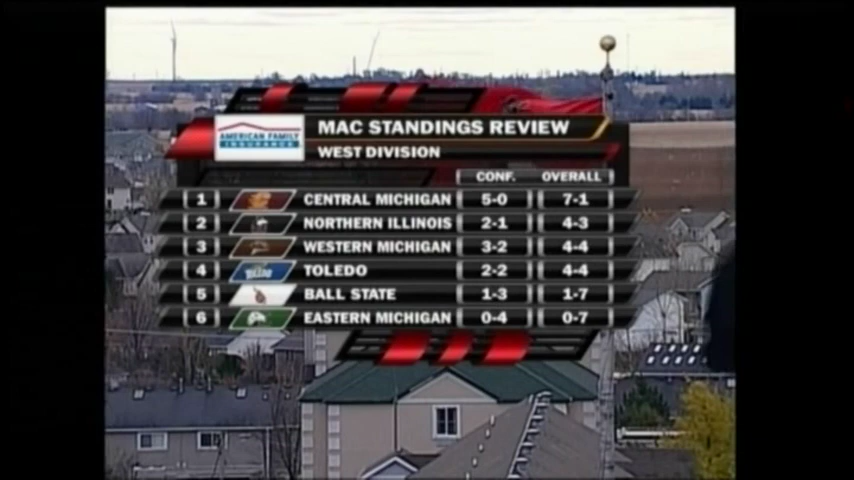 AMERICAN FAMILY
INSURANCE
MAC STANDINGS REVIEW
WEST DIVISION
CONF. OVERALL
1 CENTRAL MICHIGAN 5-0 7-1
2 NORTHERN ILLINOIS 2-1 4-3
3 WESTERN MICHIGAN 3-2 4-4
4 TOLEDO 2-2 4-4
5 BALL STATE 1-3 1-7
6 EASTERN MICHIGAN 0-4 0-7